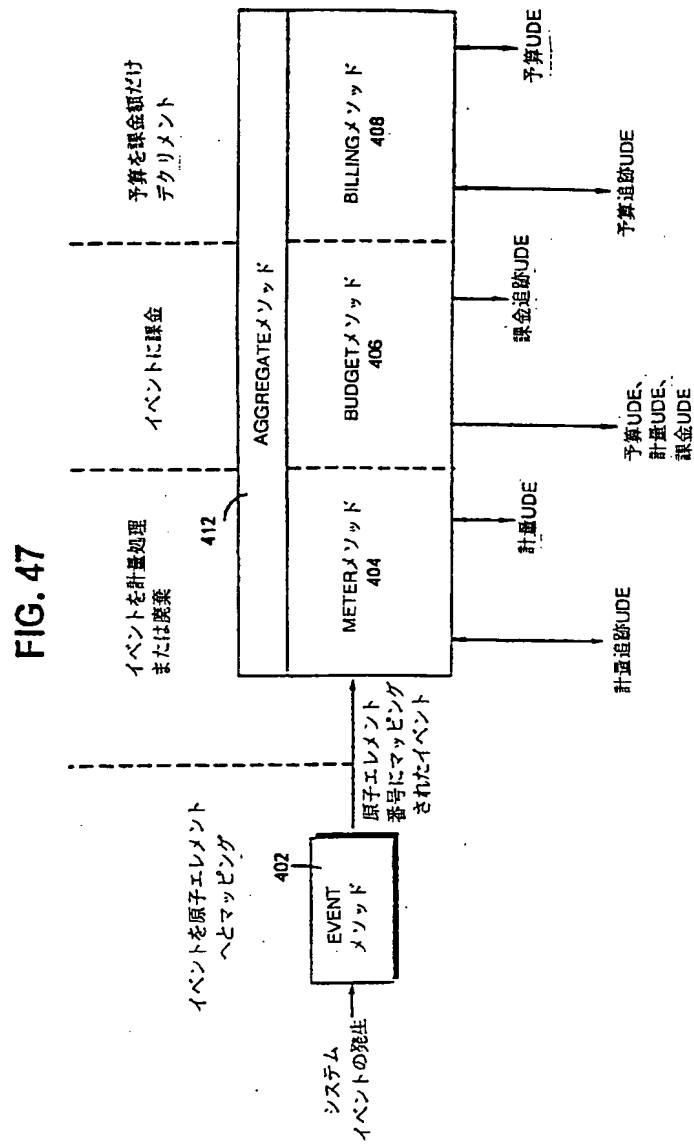 FIG. 47
イベントを原子エレメント
へとマッピング
イベントを計量処理
または廃棄
イベントに課金
予算を課金額だけ
デクリメント
システム
イベントの発生
402
EVENT
メソッド
原子エレメント
番号にマッピング
されたイベント
412
AGGREGATEメソッド
METERメソッド
404
BUDGETメソッド
406
BILLINGメソッド
408
計量追跡UDE
計量UDE
予算UDE、
計量UDE、
課金UDE
課金追跡UDE
予算追跡UDE
予算UDE